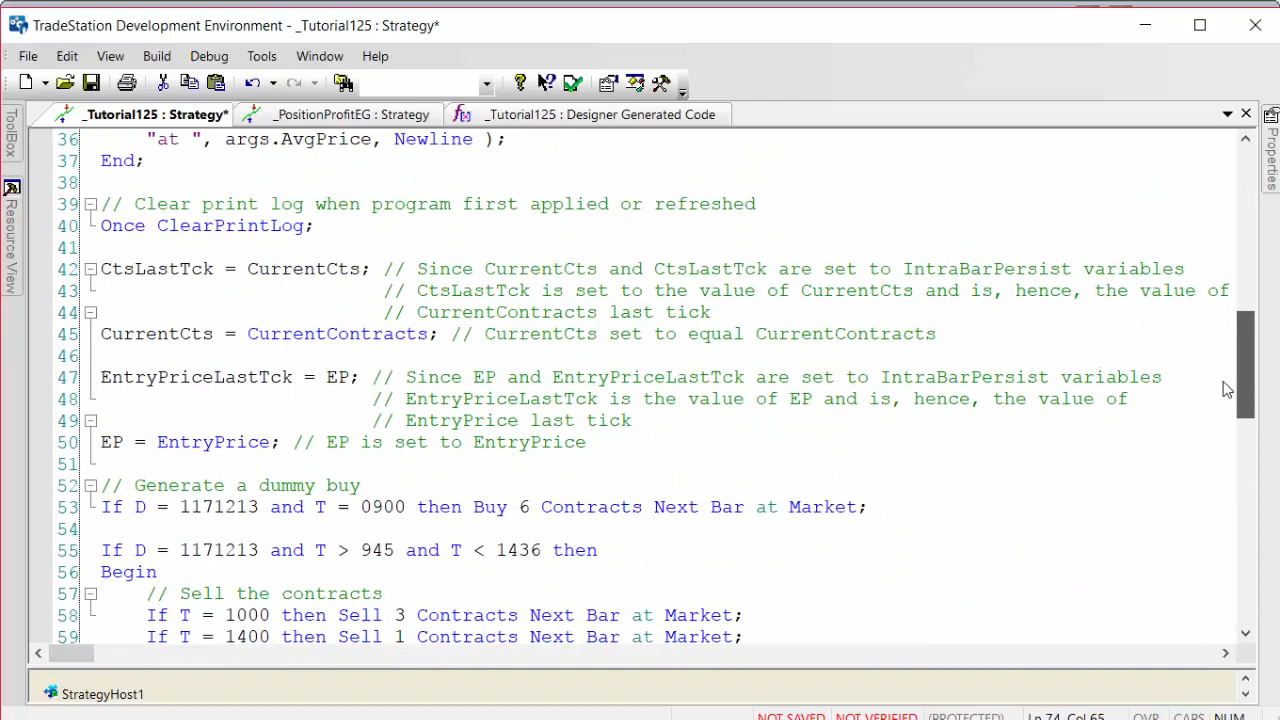 TradeStation Development Environment - _Tutorial125 : Strategy*
File Edit View Build Debug Tools Window Help
_Tutorial125 : Strategy* _PositionProfitEG : Strategy _Tutorial125 : Designer Generated Code
ToolBox
Resource View
Properties
36 "at ", args.AvgPrice, Newline );
37 End;
38
39 // Clear print log when program first applied or refreshed
40 Once ClearPrintLog;
41
42 CtsLastTck = CurrentCts; // Since CurrentCts and CtsLastTck are set to IntraBarPersist variables
43 // CtsLastTck is set to the value of CurrentCts and is, hence, the value of
44 // CurrentContracts last tick
45 CurrentCts = CurrentContracts; // CurrentCts set to equal CurrentContracts
46
47 EntryPriceLastTck = EP; // Since EP and EntryPriceLastTck are set to IntraBarPersist variables
48 // EntryPriceLastTck is the value of EP and is, hence, the value of
49 // EntryPrice last tick
50 EP = EntryPrice; // EP is set to EntryPrice
51
52 // Generate a dummy buy
53 If D = 1171213 and T = 0900 then Buy 6 Contracts Next Bar at Market;
54
55 If D = 1171213 and T > 945 and T < 1436 then
56 Begin
57 // Sell the contracts
58 If T = 1000 then Sell 3 Contracts Next Bar at Market;
59 If T = 1400 then Sell 1 Contracts Next Bar at Market;
StrategyHost1
NOT SAVED NOT VERIFIED (PROTECTED) Ln 74, Col 65 OVR CAPS NUM